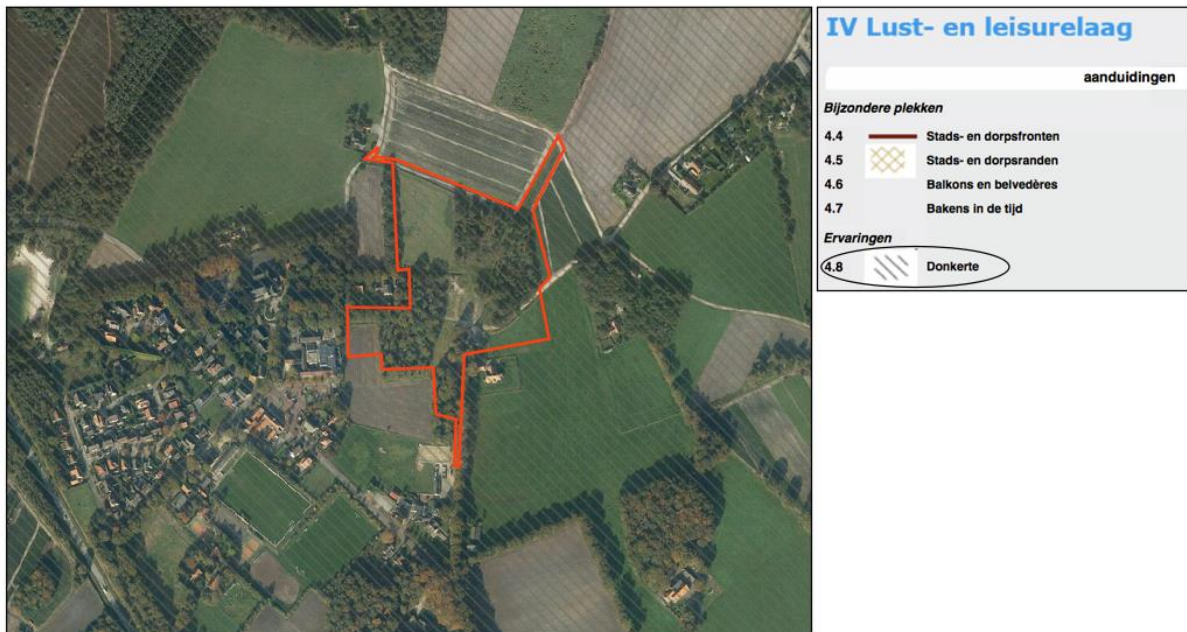 IV Lust- en leisurelaag
aanduidingen
Bijzondere plekken
4.4 Stads- en dorpsfronten
4.5 Stads- en dorpsranden
4.6 Balkons en belvedères
4.7 Bakens in de tijd
Ervaringen
4.8 Donkerte